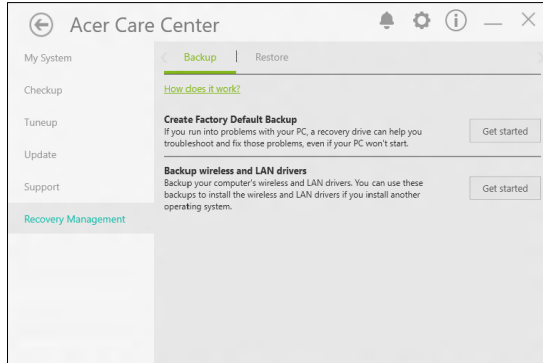 Acer Care Center
My System
Checkup
Tuneup
Update
Support
Recovery Management
Backup
Restore
How does it work?
Create Factory Default Backup
If you run into problems with your PC, a recovery drive can help you
troubleshoot and fix those problems, even if your PC won't start.
Get started
Backup wireless and LAN drivers
Backup your computer's wireless and LAN drivers. You can use these
backups to install the wireless and LAN drivers if you install another
operating system.
Get started